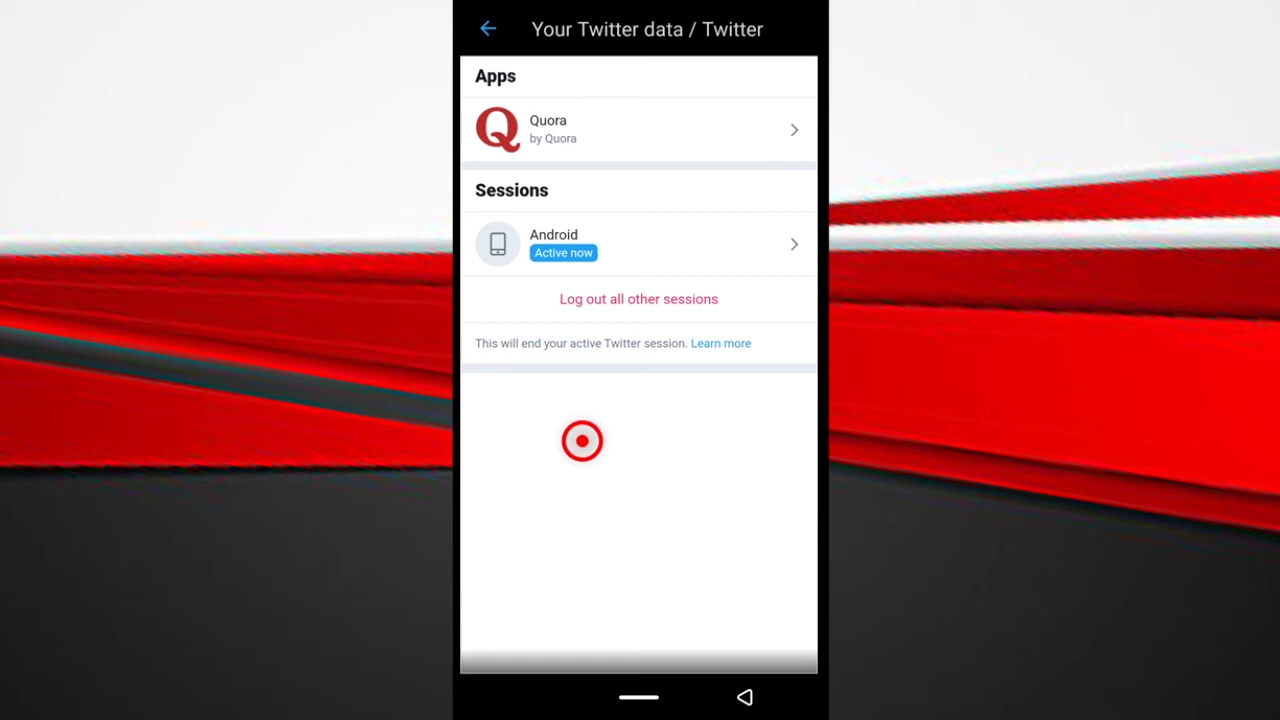 Your Twitter data / Twitter
Apps
Q
Quora
by Quora
Sessions
Android
Active now
Log out all other sessions
This will end your active Twitter session. Learn more